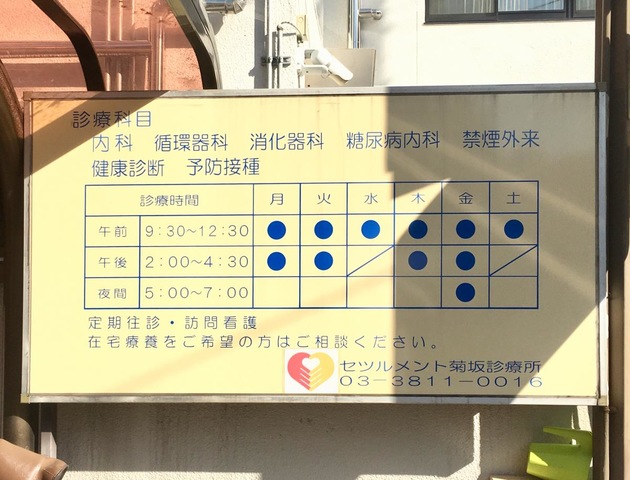 診療科目
内科 循環器科 消化器科 糖尿病内科 禁煙外来
健康診断 予防接種
診療時間 月 火 水 木 金 土
午前 9:30〜12:30 ● ● ● ● ● ●
午後 2:00〜4:30 ● ● ／ ● ● ／
夜間 5:00〜7:00 ●
定期往診・訪問看護
在宅療養をご希望の方はご相談ください。
セツルメント菊坂診療所
03−3811−0016